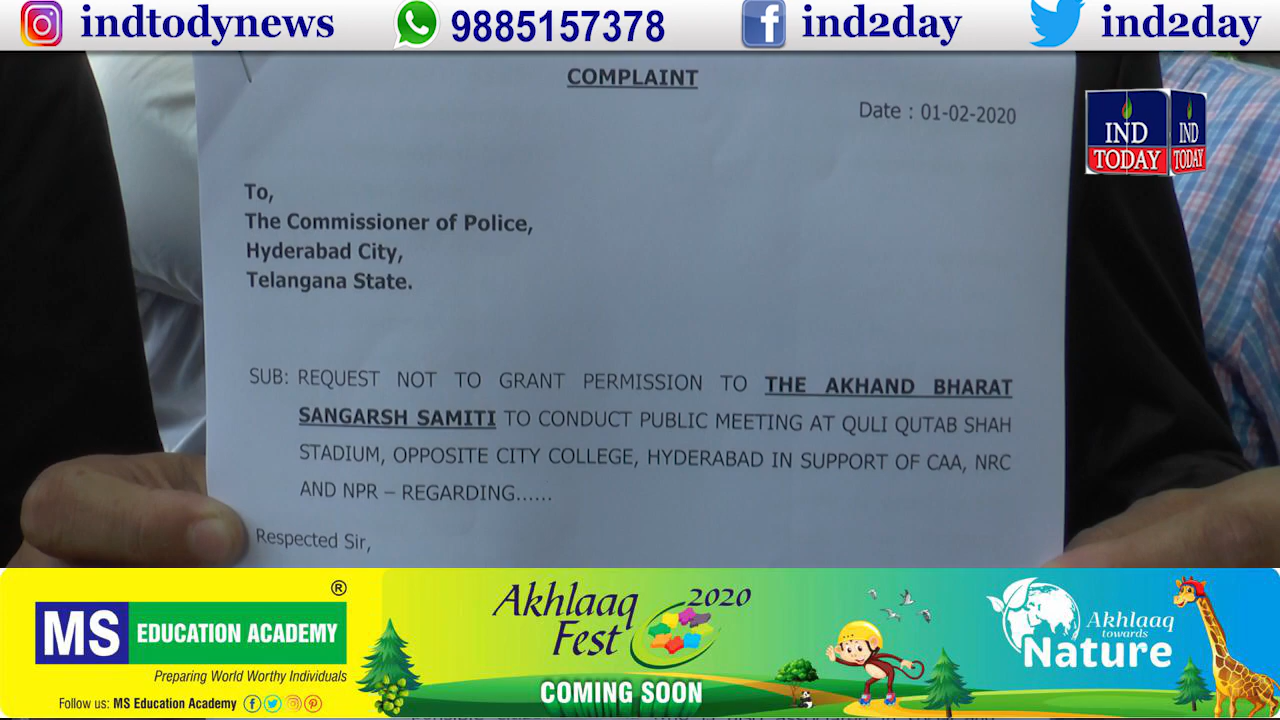 indtodynews 9885157378 ind2day ind2day
COMPLAINT
Date : 01-02-2020
IND
TODAY
IND
TODAY
To,
The Commissioner of Police,
Hyderabad City,
Telangana State.
SUB: REQUEST NOT TO GRANT PERMISSION TO THE AKHAND BHARAT
SANGARSH SAMITI TO CONDUCT PUBLIC MEETING AT QULI QUTAB SHAH
STADIUM, OPPOSITE CITY COLLEGE, HYDERABAD IN SUPPORT OF CAA, NRC
AND NPR – REGARDING......
Respected Sir,
MS EDUCATION ACADEMY ®
Preparing World Worthy Individuals
Follow us: MS Education Academy
Akhlaaq 2020
Fest
COMING SOON
Akhlaaq
towards
Nature